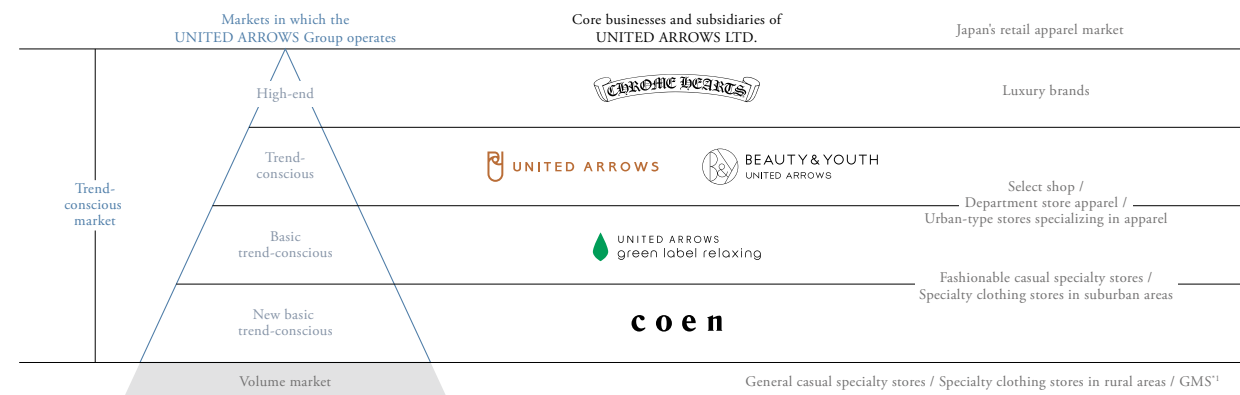 Markets in which the
UNITED ARROWS Group operates
Core businesses and subsidiaries of
UNITED ARROWS LTD.
Japan's retail apparel market
High-end
CHROME HEARTS
Luxury brands
Trend-
conscious
UNITED ARROWS
B&Y
BEAUTY&YOUTH
UNITED ARROWS
Trend-
conscious
market
Select shop /
Department store apparel /
Urban-type stores specializing in apparel
Basic
trend-conscious
UNITED ARROWS
green label relaxing
Fashionable casual specialty stores /
Specialty clothing stores in suburban areas
New basic
trend-conscious
coen
Volume market
General casual specialty stores / Specialty clothing stores in rural areas / GMS*1